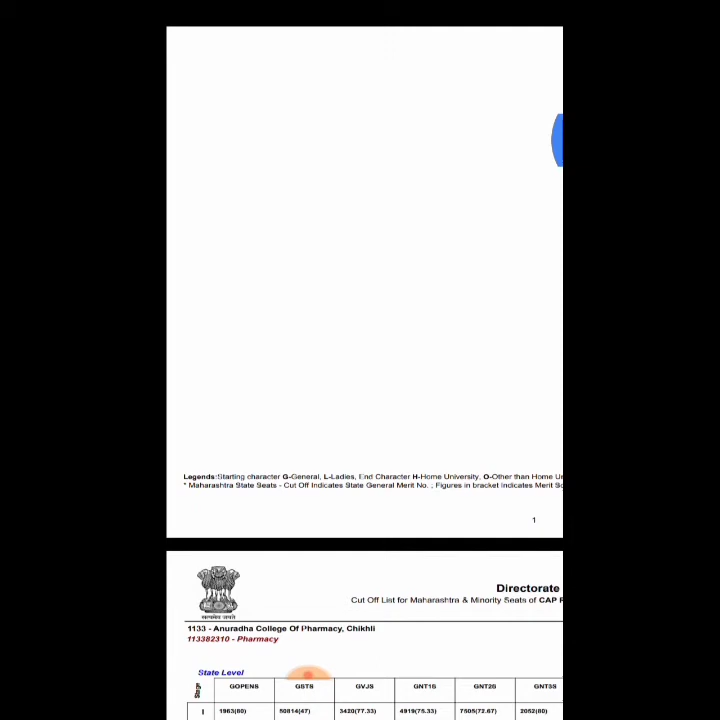 Legends:Starting character G-General, L-Ladies, End Character H-Home University, O-Other than Home
* Maharashtra State Seats - Cut Off Indicates State General Merit No. ; Figures in bracket Indicates Merit
1
सत्यमेव जयते
Directorate
Cut Off List for Maharashtra & Minority Seats of CAP
1133 - Anuradha College Of Pharmacy, Chikhli
113382310 - Pharmacy
State Level
Stage GOPENS GSTS GVJS GNT1S GNT2S GNT3S
I 1963(80) 50814(47) 3420(77.33) 4919(75.33) 7505(72.67) 2052(80)